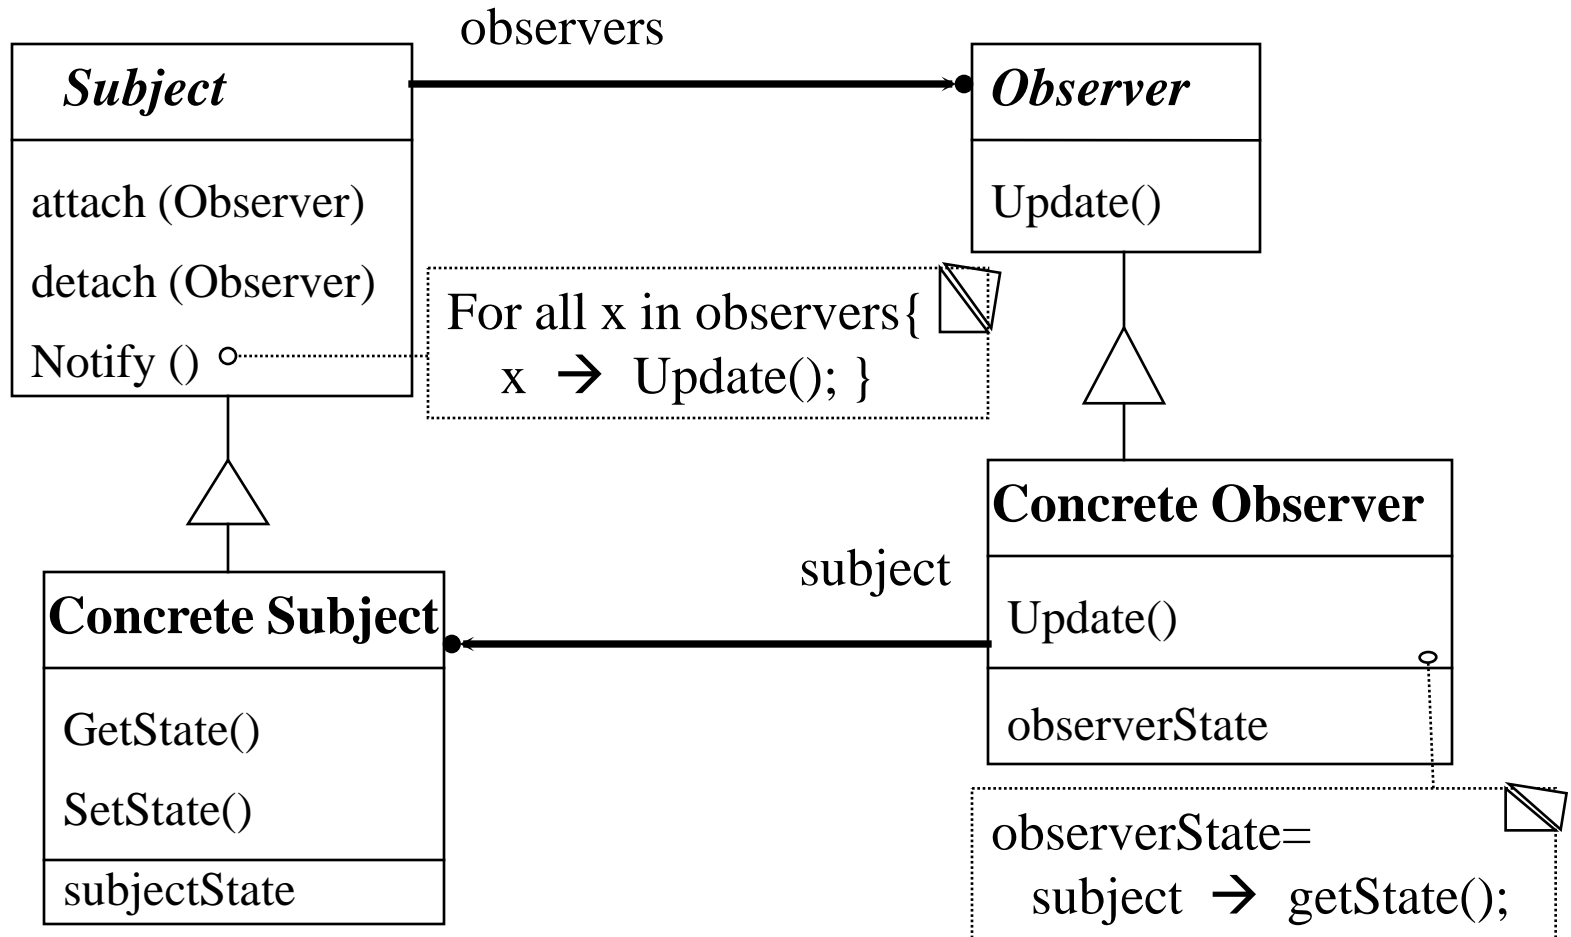 observers
Subject
attach (Observer)
detach (Observer)
Notify ()
Observer
Update()
For all x in observers{
x → Update(); }
Concrete Subject
GetState()
SetState()
subjectState
subject
Concrete Observer
Update()
observerState
observerState=
subject → getState();